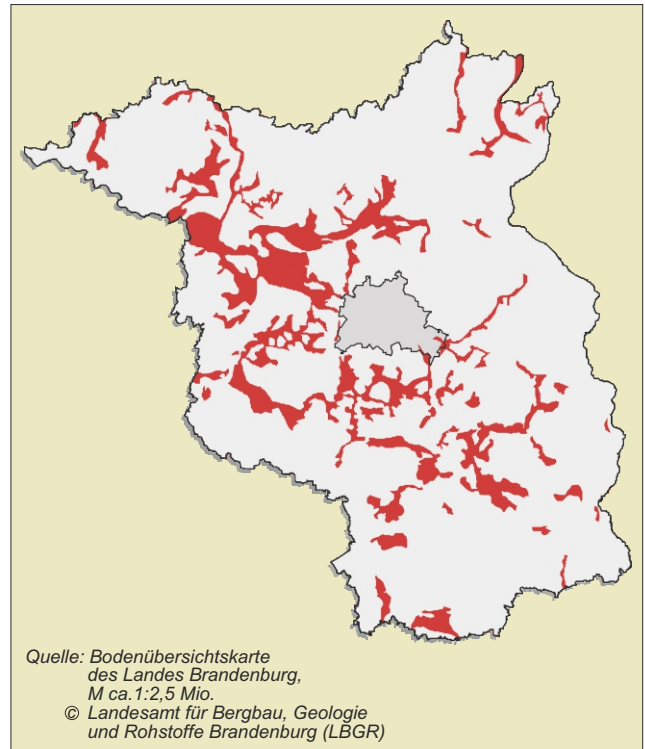 Quelle: Bodenübersichtskarte
des Landes Brandenburg,
M ca.1:2,5 Mio.
© Landesamt für Bergbau, Geologie
und Rohstoffe Brandenburg (LBGR)